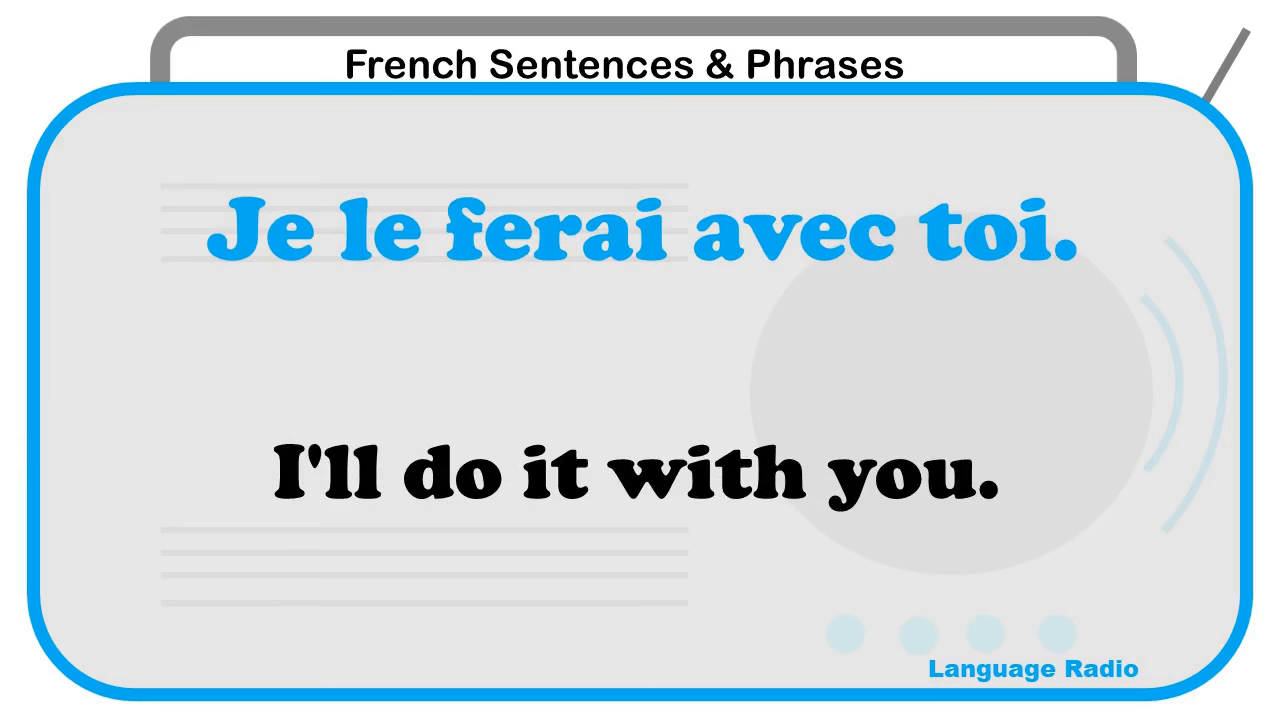 French Sentences & Phrases
Je le ferai avec toi.
I'll do it with you.
Language Radio